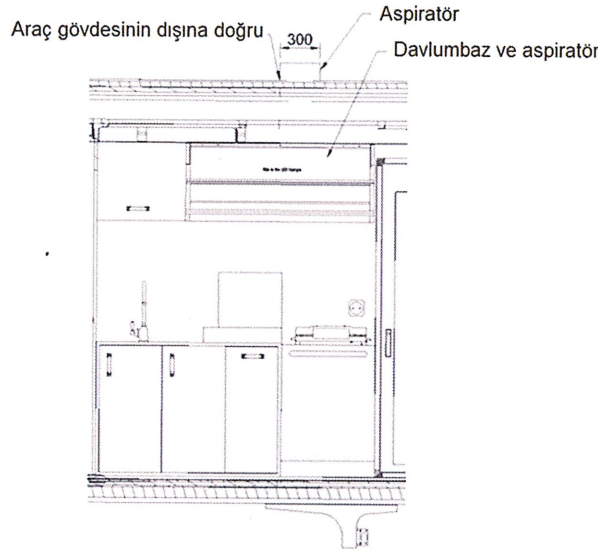 Araç gövdesinin dışına doğru
300
Aspiratör
Davlumbaz ve aspiratör